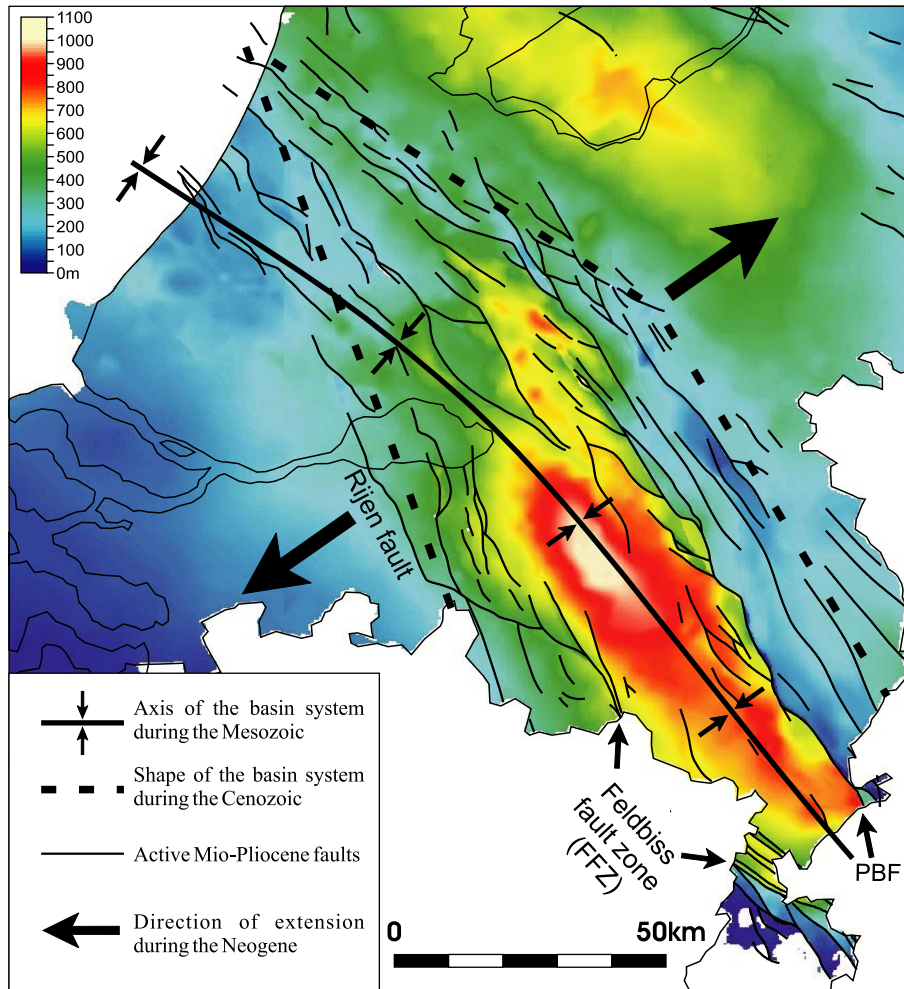 1100
1000
900
800
700
600
500
400
300
200
100
0m
Rijen fault
Feldbiss
fault zone
(FFZ)
PBF
Axis of the basin system
during the Mesozoic
Shape of the basin system
during the Cenozoic
Active Mio-Pliocene faults
Direction of extension
during the Neogene
0
50km